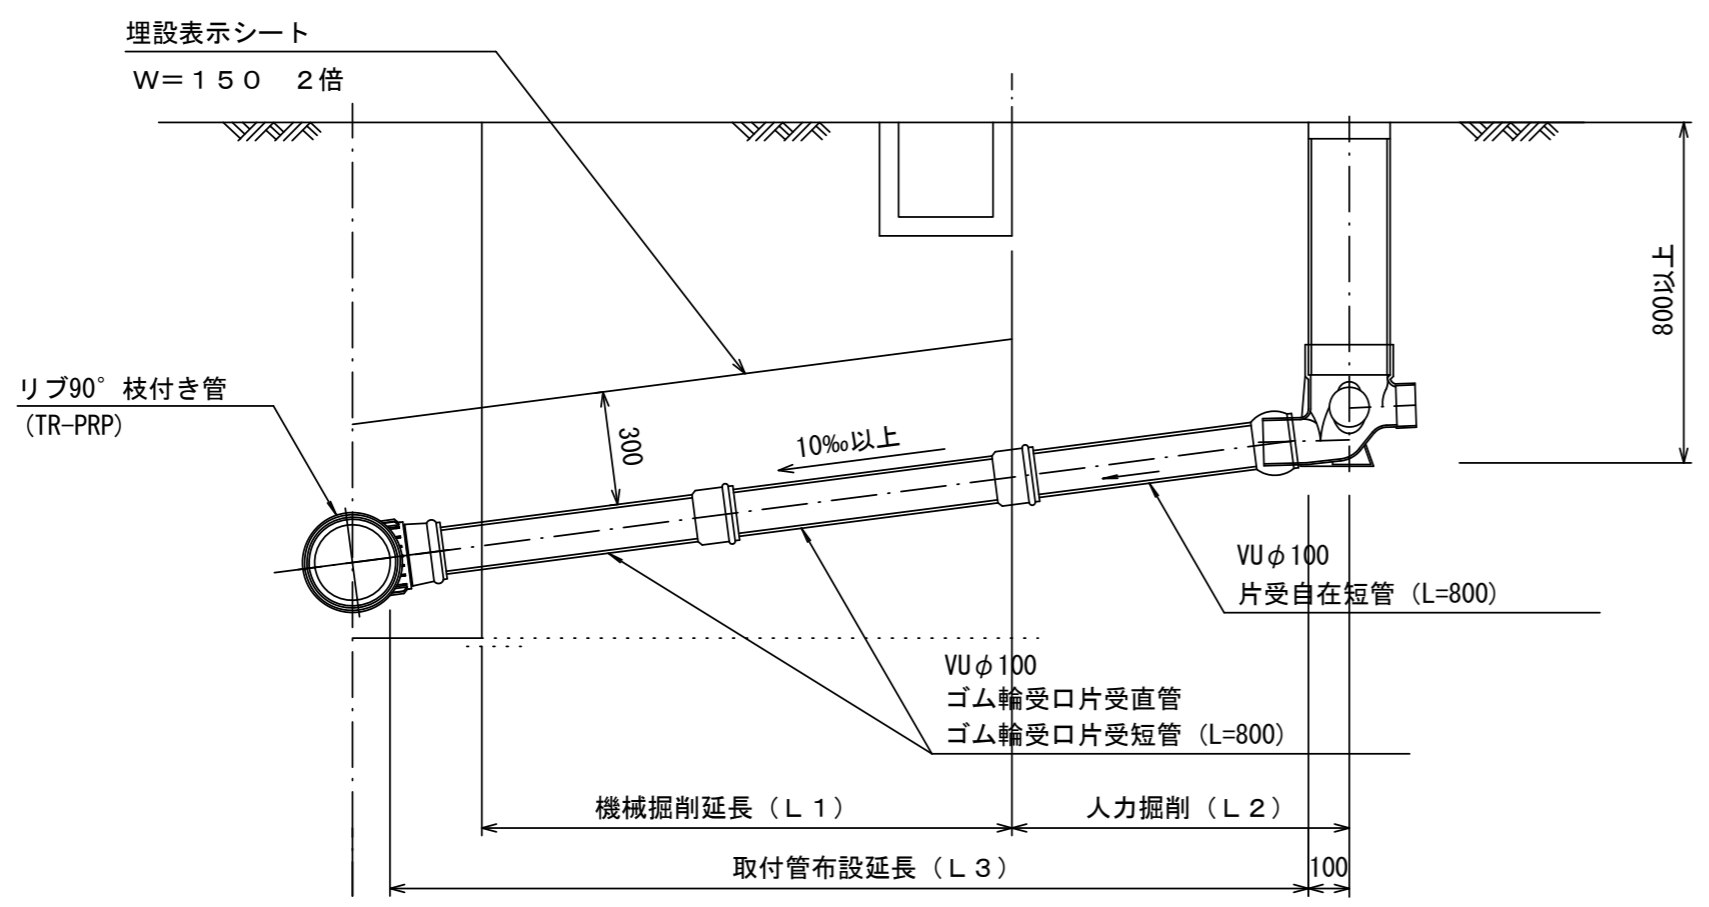 埋設表示シート
W=150 2倍
800以上
リブ90°枝付き管
(TR-PRP)
300
10‰以上
VUφ100
片受自在短管 (L=800)
VUφ100
ゴム輪受口片受直管
ゴム輪受口片受短管 (L=800)
機械掘削延長(L1)
人力掘削(L2)
取付管布設延長(L3)
100